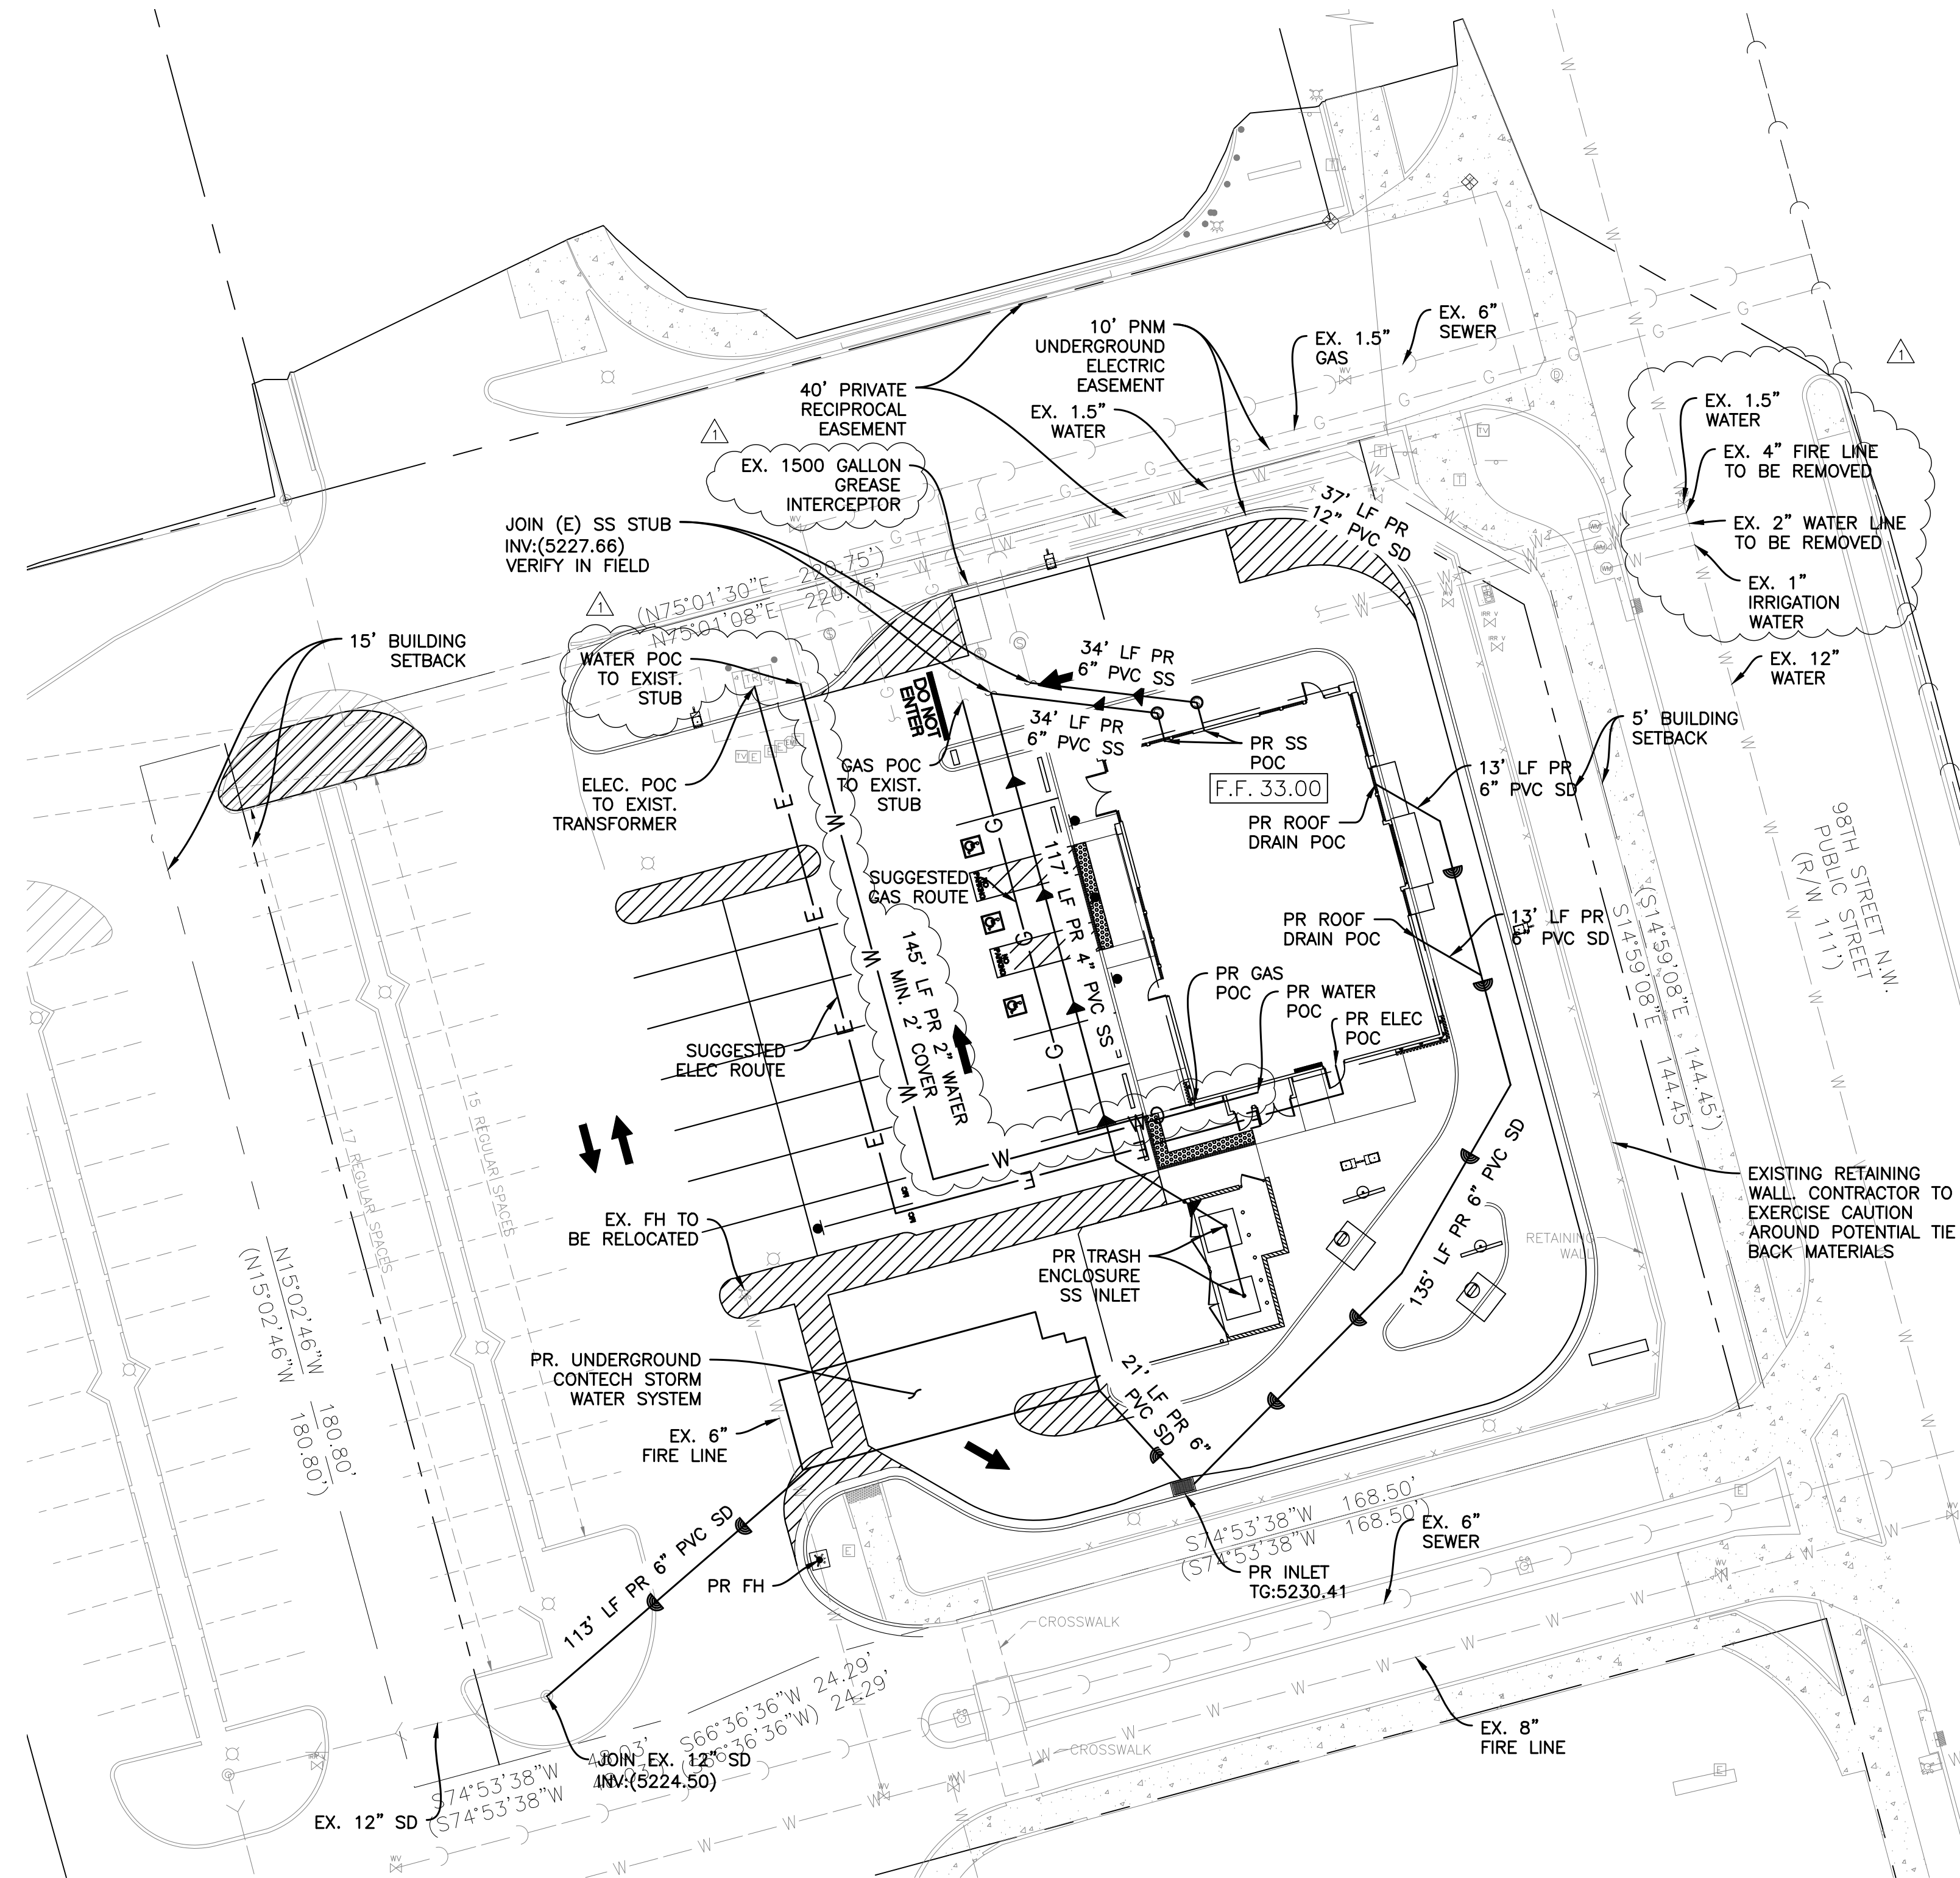 EX. 6”
SEWER
10’ PNM
UNDERGROUND
ELECTRIC
EASEMENT
EX. 1.5”
GAS
40’ PRIVATE
RECIPROCAL
EASEMENT
EX. 1.5”
WATER
1
1
EX. 1.5”
WATER
EX. 4” FIRE LINE
TO BE REMOVED
EX. 2” WATER LINE
TO BE REMOVED
EX. 1”
IRRIGATION
WATER
EX. 12”
WATER
EX. 1500 GALLON
GREASE
INTERCEPTOR
JOIN (E) SS STUB
INV:(5227.66)
VERIFY IN FIELD
37’ LF PR
12” PVC SD
(N75°01’30”E 220.75’)
N75°01’08”E 220.75’
1
15’ BUILDING
SETBACK
WATER POC
TO EXIST.
STUB
34’ LF PR
6” PVC SS
34’ LF PR
6” PVC SS
DO NOT
ENTER
PR SS
POC
5’ BUILDING
SETBACK
ELEC. POC
TO EXIST.
TRANSFORMER
GAS POC
TO EXIST.
STUB
F.F. 33.00
13’ LF PR
6” PVC SD
PR ROOF
DRAIN POC
98TH STREET N.W.
PUBLIC STREET
(R/W 111’)
SUGGESTED
GAS ROUTE
NO
PARKING
NO
PARKING
117’ LF PR 4” PVC SS
PR ROOF
DRAIN POC
13’ LF PR
6” PVC SD
(S14°59’08”E 144.45’)
S14°59’08”E 144.45’
145’ LF PR 2” WATER
MIN. 2’ COVER
PR GAS
POC
PR WATER
POC
PR ELEC
POC
SUGGESTED
ELEC ROUTE
17 REGULAR SPACES
15 REGULAR SPACES
EX. FH TO
BE RELOCATED
PR TRASH
ENCLOSURE
SS INLET
135’ LF PR 6” PVC SD
RETAINING
WALL
EXISTING RETAINING
WALL. CONTRACTOR TO
EXERCISE CAUTION
AROUND POTENTIAL TIE
BACK MATERIALS
N15°02’46”W 180.80’
(N15°02’46”W 180.80’)
PR. UNDERGROUND
CONTECH STORM
WATER SYSTEM
21’ LF PR 6”
PVC SD
EX. 6”
FIRE LINE
S74°53’38”W 168.50’
(S74°53’38”W 168.50’)
EX. 6”
SEWER
PR INLET
TG:5230.41
113’ LF PR 6” PVC SD
PR FH
CROSSWALK
CROSSWALK
S66°36’36”W 24.29’
(S66°36’36”W) 24.29’
EX. 8”
FIRE LINE
JOIN EX. 12” SD
INV:(5224.50)
S74°53’38”W 48.03’
(S74°53’38”W
EX. 12” SD